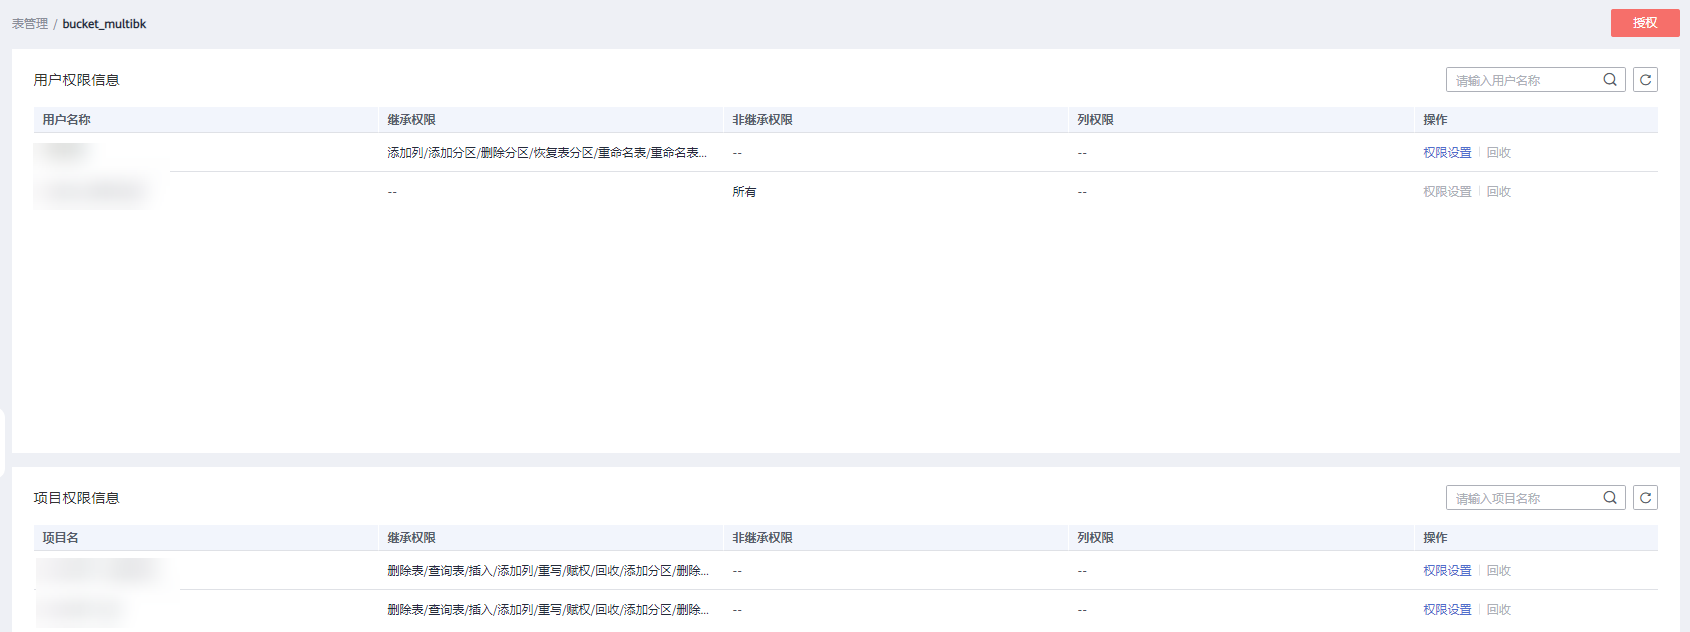 表管理 / bucket_multibk
授权
用户权限信息
请输入用户名称
用户名称 继承权限 非继承权限 列权限 操作
添加列/添加分区/删除分区/恢复表分区/重命名表/重命名表... -- -- 权限设置 回收
-- 所有 -- 权限设置 回收
项目权限信息
请输入项目名称
项目名 继承权限 非继承权限 列权限 操作
删除表/查询表/插入/添加列/重写/赋权/回收/添加分区/删除... -- -- 权限设置 回收
删除表/查询表/插入/添加列/重写/赋权/回收/添加分区/删除... -- -- 权限设置 回收